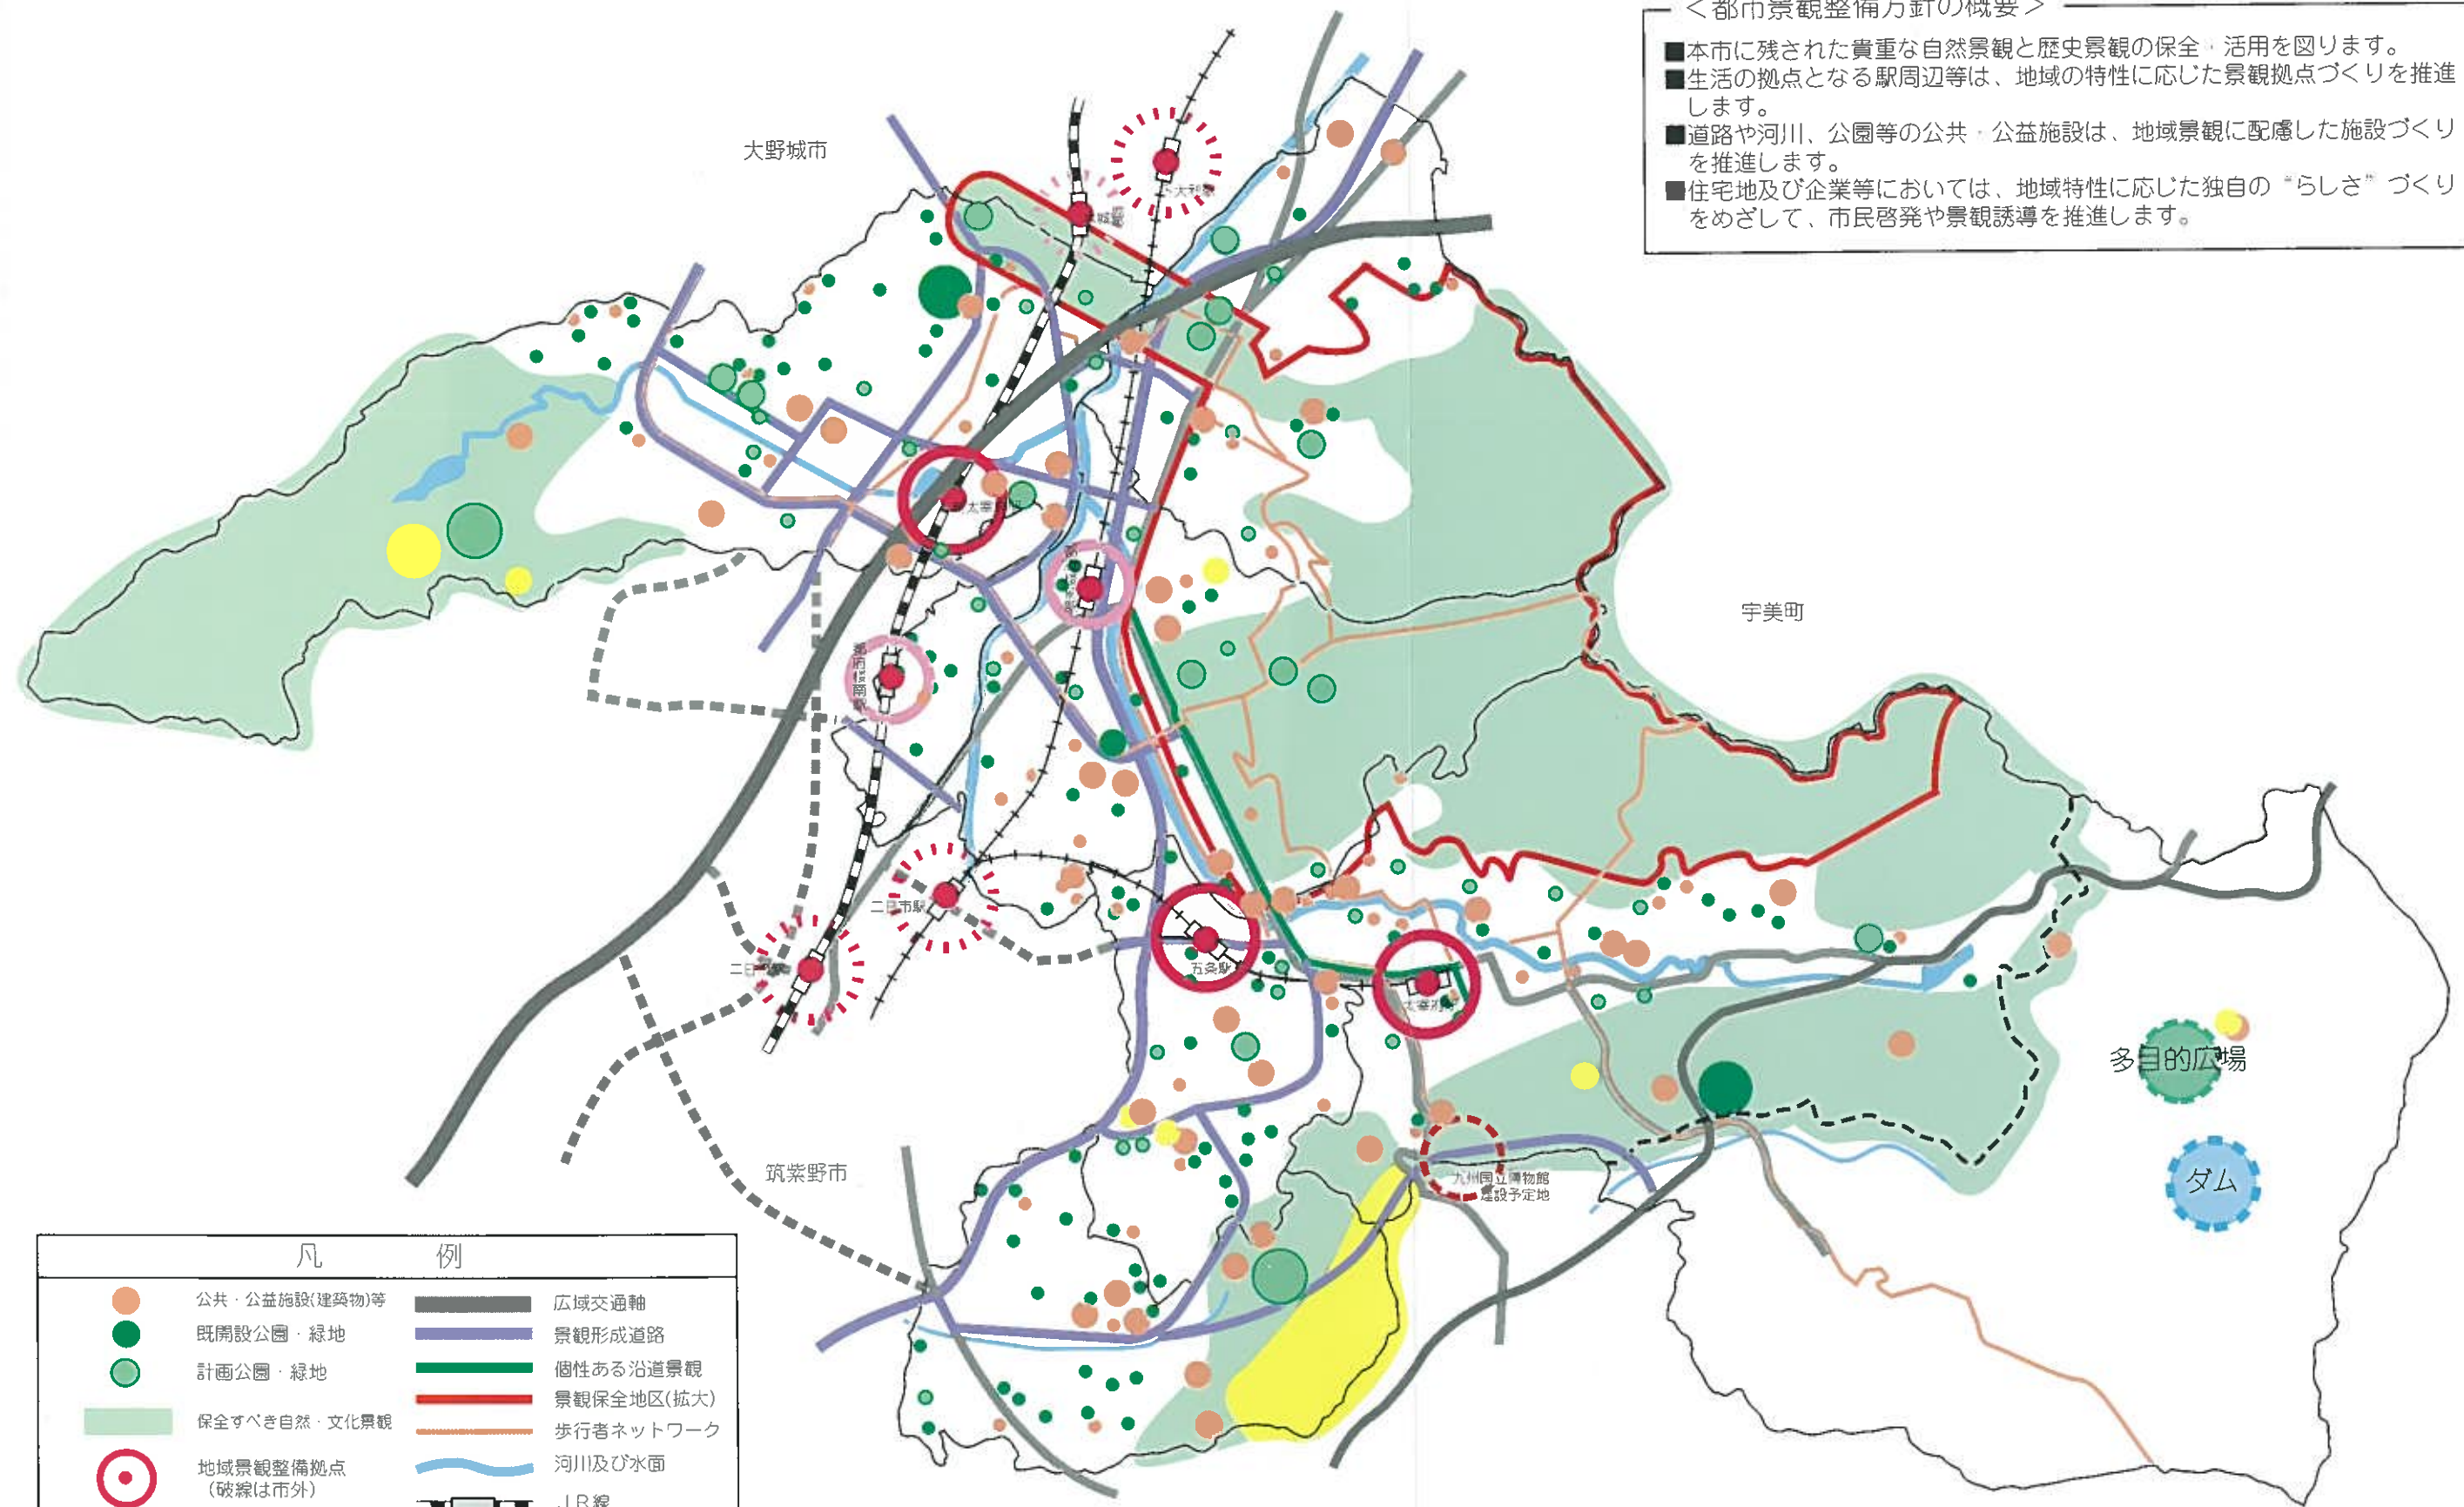 <都市景観整備方針の概要>
■本市に残された貴重な自然景観と歴史景観の保全・活用を図ります。
■生活の拠点となる駅周辺等は、地域の特性に応じた景観拠点づくりを推進
します。
■道路や河川、公園等の公共・公益施設は、地域景観に配慮した施設づくり
を推進します。
■住宅地及び企業等においては、地域特性に応じた独自の“らしさ”づくり
をめざして、市民啓発や景観誘導を推進します。
大野城市
宇美町
都府楼南駅
二日市駅
五条駅
多目的広場
ダム
九州国立博物館
建設予定地
筑紫野市
凡 例
公共・公益施設(建築物)等
既開設公園・緑地
計画公園・緑地
保全すべき自然・文化景観
地域景観整備拠点
(破線は市外)
広域交通軸
景観形成道路
個性ある沿道景観
景観保全地区(拡大)
歩行者ネットワーク
河川及び水面
JR線